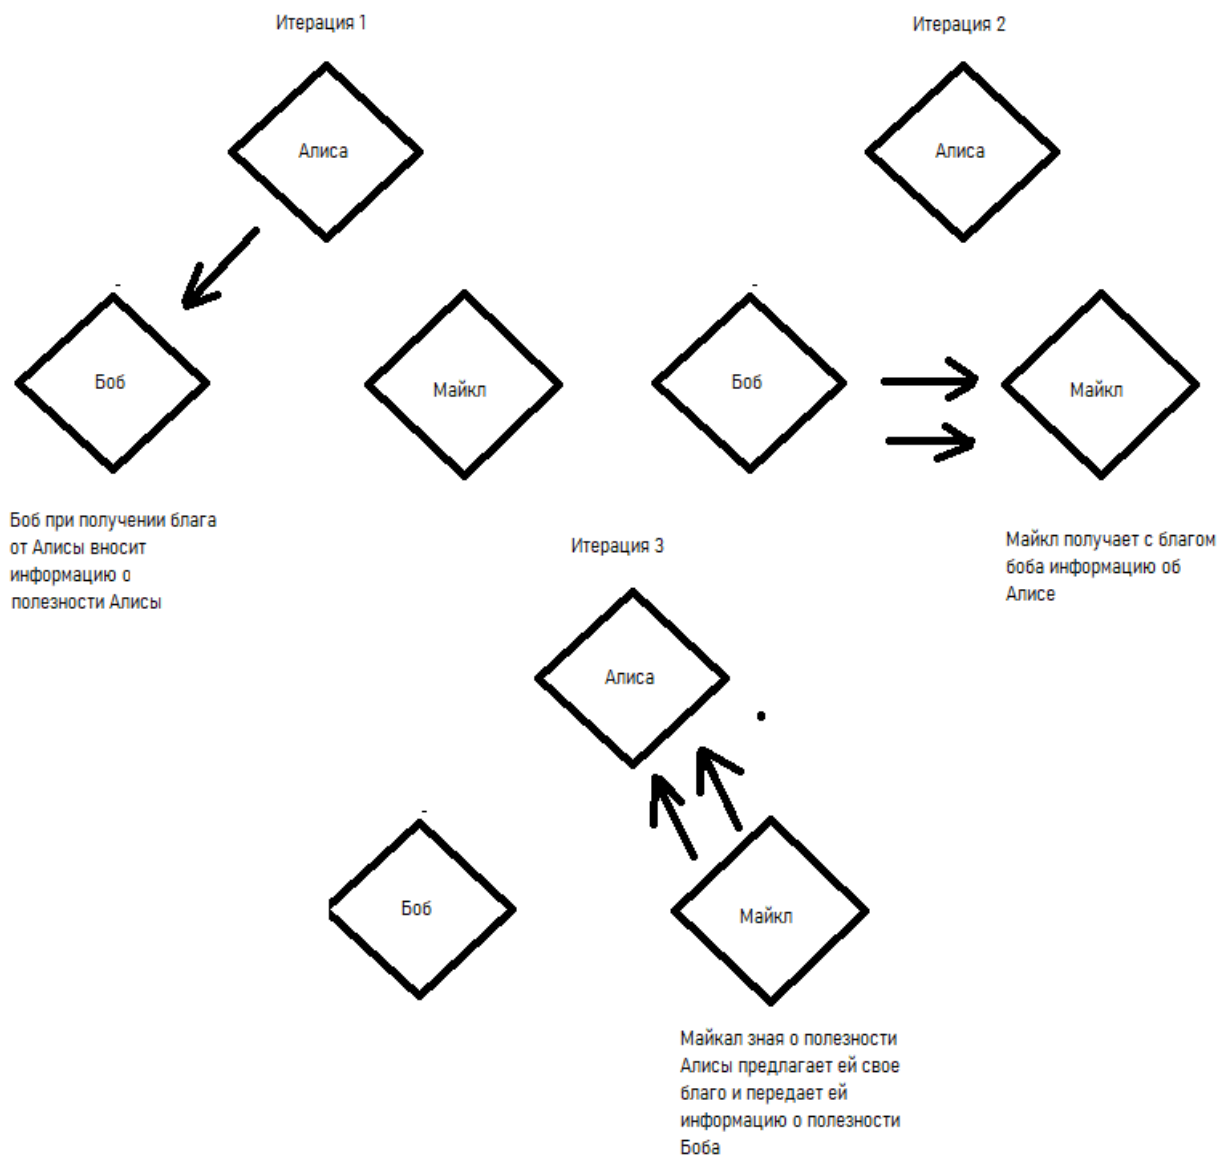 Итерация 1
Алиса
Боб
Майкл
Боб при получении блага
от Алисы вносит
информацию о
полезности Алисы
Итерация 2
Алиса
Боб
Майкл
Майкл получает с благом
боба информацию об
Алисе
Итерация 3
Алиса
Боб
Майкл
Майкал зная о полезности
Алисы предлагает ей свое
благо и передает ей
информацию о полезности
Боба